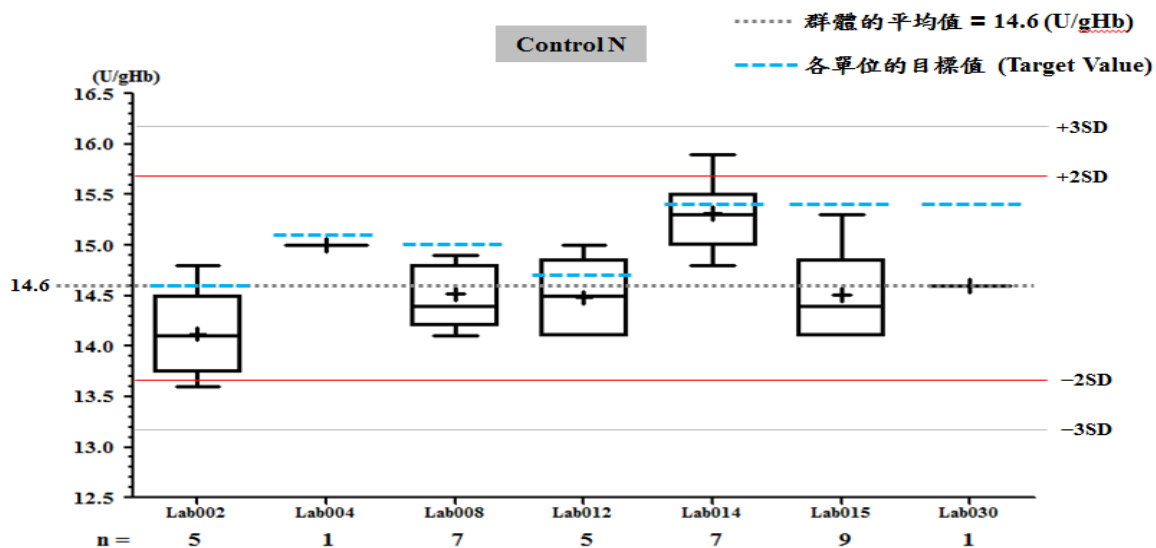 群體的平均值 = 14.6 (U/gHb)
Control N
各單位的目標值 (Target Value)
(U/gHb)
16.5
+3SD
16.0
+2SD
15.5
15.0
14.6
14.5
14.0
−2SD
13.5
−3SD
13.0
12.5
Lab002 Lab004 Lab008 Lab012 Lab014 Lab015 Lab030
n = 5 1 7 5 7 9 1